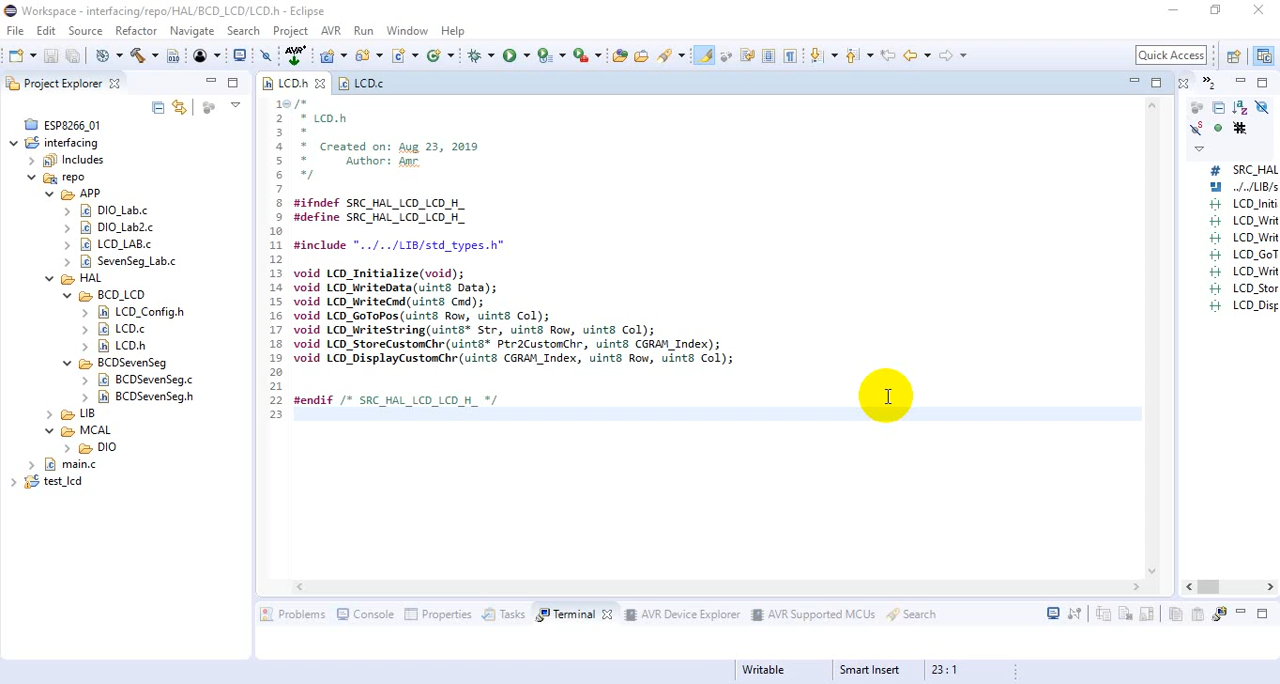 Workspace - interfacing/repo/HAL/BCD_LCD/LCD.h - Eclipse
File Edit Source Refactor Navigate Search Project AVR Run Window Help
AVR
010
Quick Access
Project Explorer
LCD.h
LCD.c
ESP8266_01
interfacing
Includes
repo
APP
DIO_Lab.c
DIO_Lab2.c
LCD_LAB.c
SevenSeg_Lab.c
HAL
BCD_LCD
LCD_Config.h
LCD.c
LCD.h
BCDSevenSeg
BCDSevenSeg.c
BCDSevenSeg.h
LIB
MCAL
DIO
main.c
test_lcd
1 /*
2 * LCD.h
3 *
4 * Created on: Aug 23, 2019
5 * Author: Amr
6 */
7
8 #ifndef SRC_HAL_LCD_LCD_H_
9 #define SRC_HAL_LCD_LCD_H_
10
11 #include "../../LIB/std_types.h"
12
13 void LCD_Initialize(void);
14 void LCD_WriteData(uint8 Data);
15 void LCD_WriteCmd(uint8 Cmd);
16 void LCD_GoToPos(uint8 Row, uint8 Col);
17 void LCD_WriteString(uint8* Str, uint8 Row, uint8 Col);
18 void LCD_StoreCustomChr(uint8* Ptr2CustomChr, uint8 CGRAM_Index);
19 void LCD_DisplayCustomChr(uint8 CGRAM_Index, uint8 Row, uint8 Col);
20
21
22 #endif /* SRC_HAL_LCD_LCD_H_ */
23
2
# SRC_HAL
../../LIB/s
LCD_Initi
LCD_Writ
LCD_Writ
LCD_GoT
LCD_Writ
LCD_Stor
LCD_Disp
Problems Console Properties Tasks Terminal AVR Device Explorer AVR Supported MCUs Search
Writable Smart Insert 23 : 1